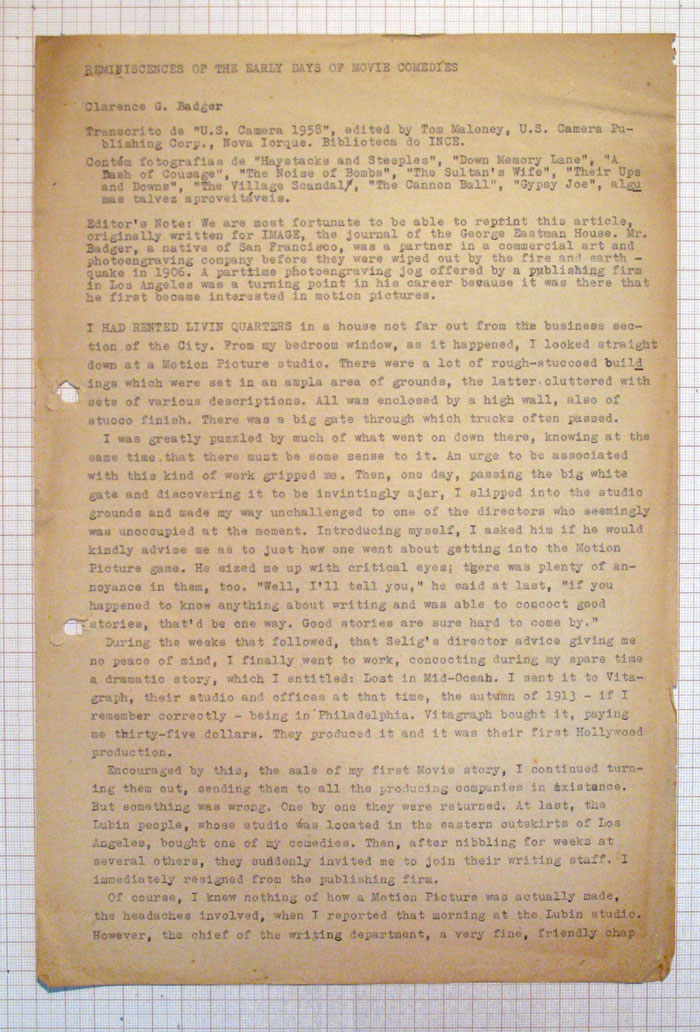 REMINISCENCES OF THE EARLY DAYS OF MOVIE COMEDIES
Clarence G. Badger
Transcrito de "U.S. Camera 1958", edited by Tom Maloney, U.S. Camera Pu-
blishing Corp., Nova Iorque. Biblioteca do INCE.
Contém fotografias de "Haystacks and Steeples", "Down Memory Lane", "A
Dash of Cousage", "The Noise of Bombs", "The Sultan's Wife", "Their Ups
and Downs", "The Village Scandal", "The Cannon Ball", "Gypsy Joe", algu
mas talvez aproveitáveis.
Editor's Note: We are most fortunate to be able to reprint this article,
originally written for IMAGE, the journal of the George Eastman House. Mr.
Badger, a native of San Francisco, was a partner in a commercial art and
photoengraving company before they were wiped out by the fire and earth -
quake in 1906. A parttime photoengraving jog offered by a publishing firm
in Los Angeles was a turning point in his career because it was there that
he first became interested in motion pictures.
I HAD RENTED LIVIN QUARTERS in a house not far out from the business sec-
tion of the City. From my bedroom window, as it happened, I looked straight
down at a Motion Picture studio. There were a lot of rough-stuccoed build
ings which were set in an ampla area of grounds, the latter cluttered with
sets of various descriptions. All was enclosed by a high wall, also of
stucco finish. There was a big gate through which trucks often passed.
I was greatly puzzled by much of what went on down there, knowing at the
same time that there must be some sense to it. An urge to be associated
with this kind of work gripped me. Then, one day, passing the big white
gate and discovering it to be invintingly ajar, I slipped into the studio
grounds and made my way unchallenged to one of the directors who seemingly
was unoccupied at the moment. Introducing myself, I asked him if he would
kindly advise me as to just how one went about getting into the Motion
Picture game. He sized me up with critical eyes; there was plenty of an-
noyance in them, too. "Well, I'll tell you," he said at last, "if you
happened to know anything about writing and was able to concoct good
stories, that'd be one way. Good stories are sure hard to come by."
During the weeks that followed, that Selig's director advice giving me
no peace of mind, I finally went to work, concocting during my spare time
a dramatic story, which I entitled: Lost in Mid-Oceah. I sent it to Vita-
graph, their studio and offices at that time, the autumn of 1913 - if I
remember correctly - being in Philadelphia. Vitagraph bought it, paying
me thirty-five dollars. They produced it and it was their first Hollywood
production.
Encouraged by this, the sale of my first Movie story, I continued turn-
ing them out, sending them to all the producing companies in existance.
But something was wrong. One by one they were returned. At last, the
Lubin people, whose studio was located in the eastern outskirts of Los
Angeles, bought one of my comedies. Then, after nibbling for weeks at
several others, they suddenly invited me to join their writing staff. I
immediately resigned from the publishing firm.
Of course, I knew nothing of how a Motion Picture was actually made,
the headaches involved, when I reported that morning at the Lubin studio.
However, the chief of the writing department, a very fine, friendly chap